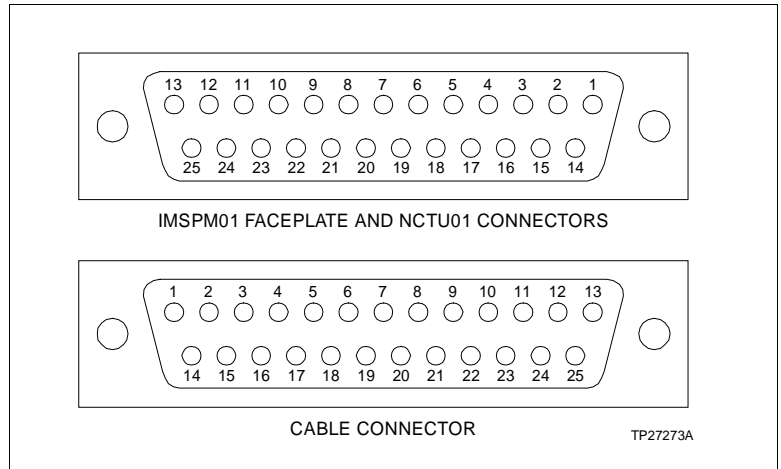 13 12 11 10 9 8 7 6 5 4 3 2 1
25 24 23 22 21 20 19 18 17 16 15 14
IMSPM01 FACEPLATE AND NCTU01 CONNECTORS
1 2 3 4 5 6 7 8 9 10 11 12 13
14 15 16 17 18 19 20 21 22 23 24 25
CABLE CONNECTOR
TP27273A